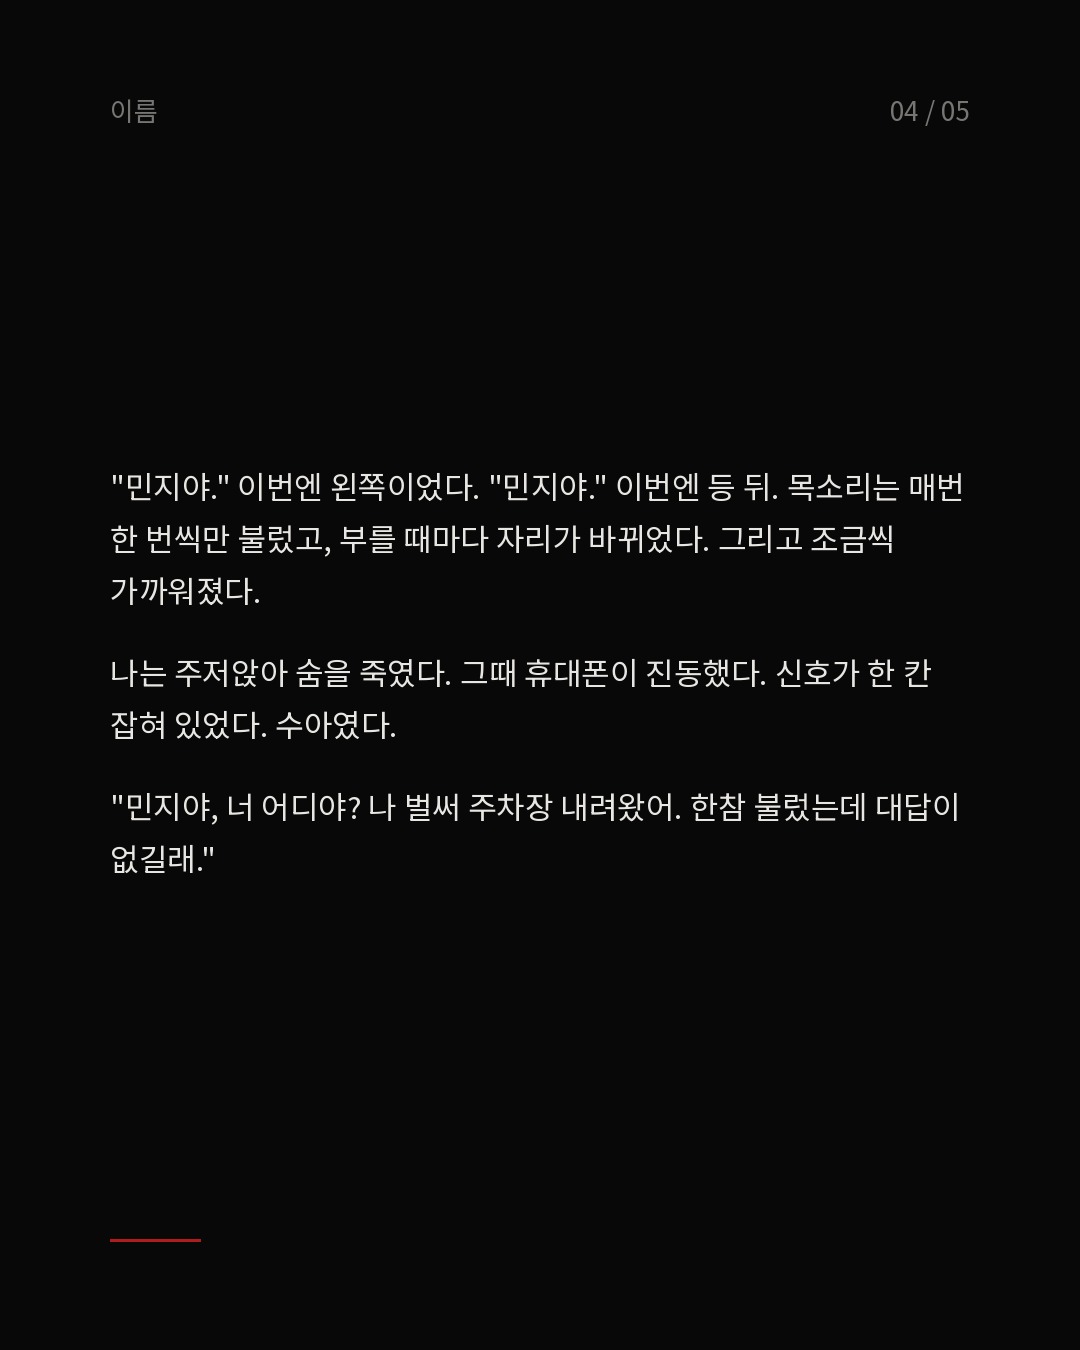 이름
04 / 05
"민지야." 이번엔 왼쪽이었다. "민지야." 이번엔 등 뒤. 목소리는 매번
한 번씩만 불렀고, 부를 때마다 자리가 바뀌었다. 그리고 조금씩
가까워졌다.
나는 주저앉아 숨을 죽였다. 그때 휴대폰이 진동했다. 신호가 한 칸
잡혀 있었다. 수아였다.
"민지야, 너 어디야? 나 벌써 주차장 내려왔어. 한참 불렀는데 대답이
없길래."